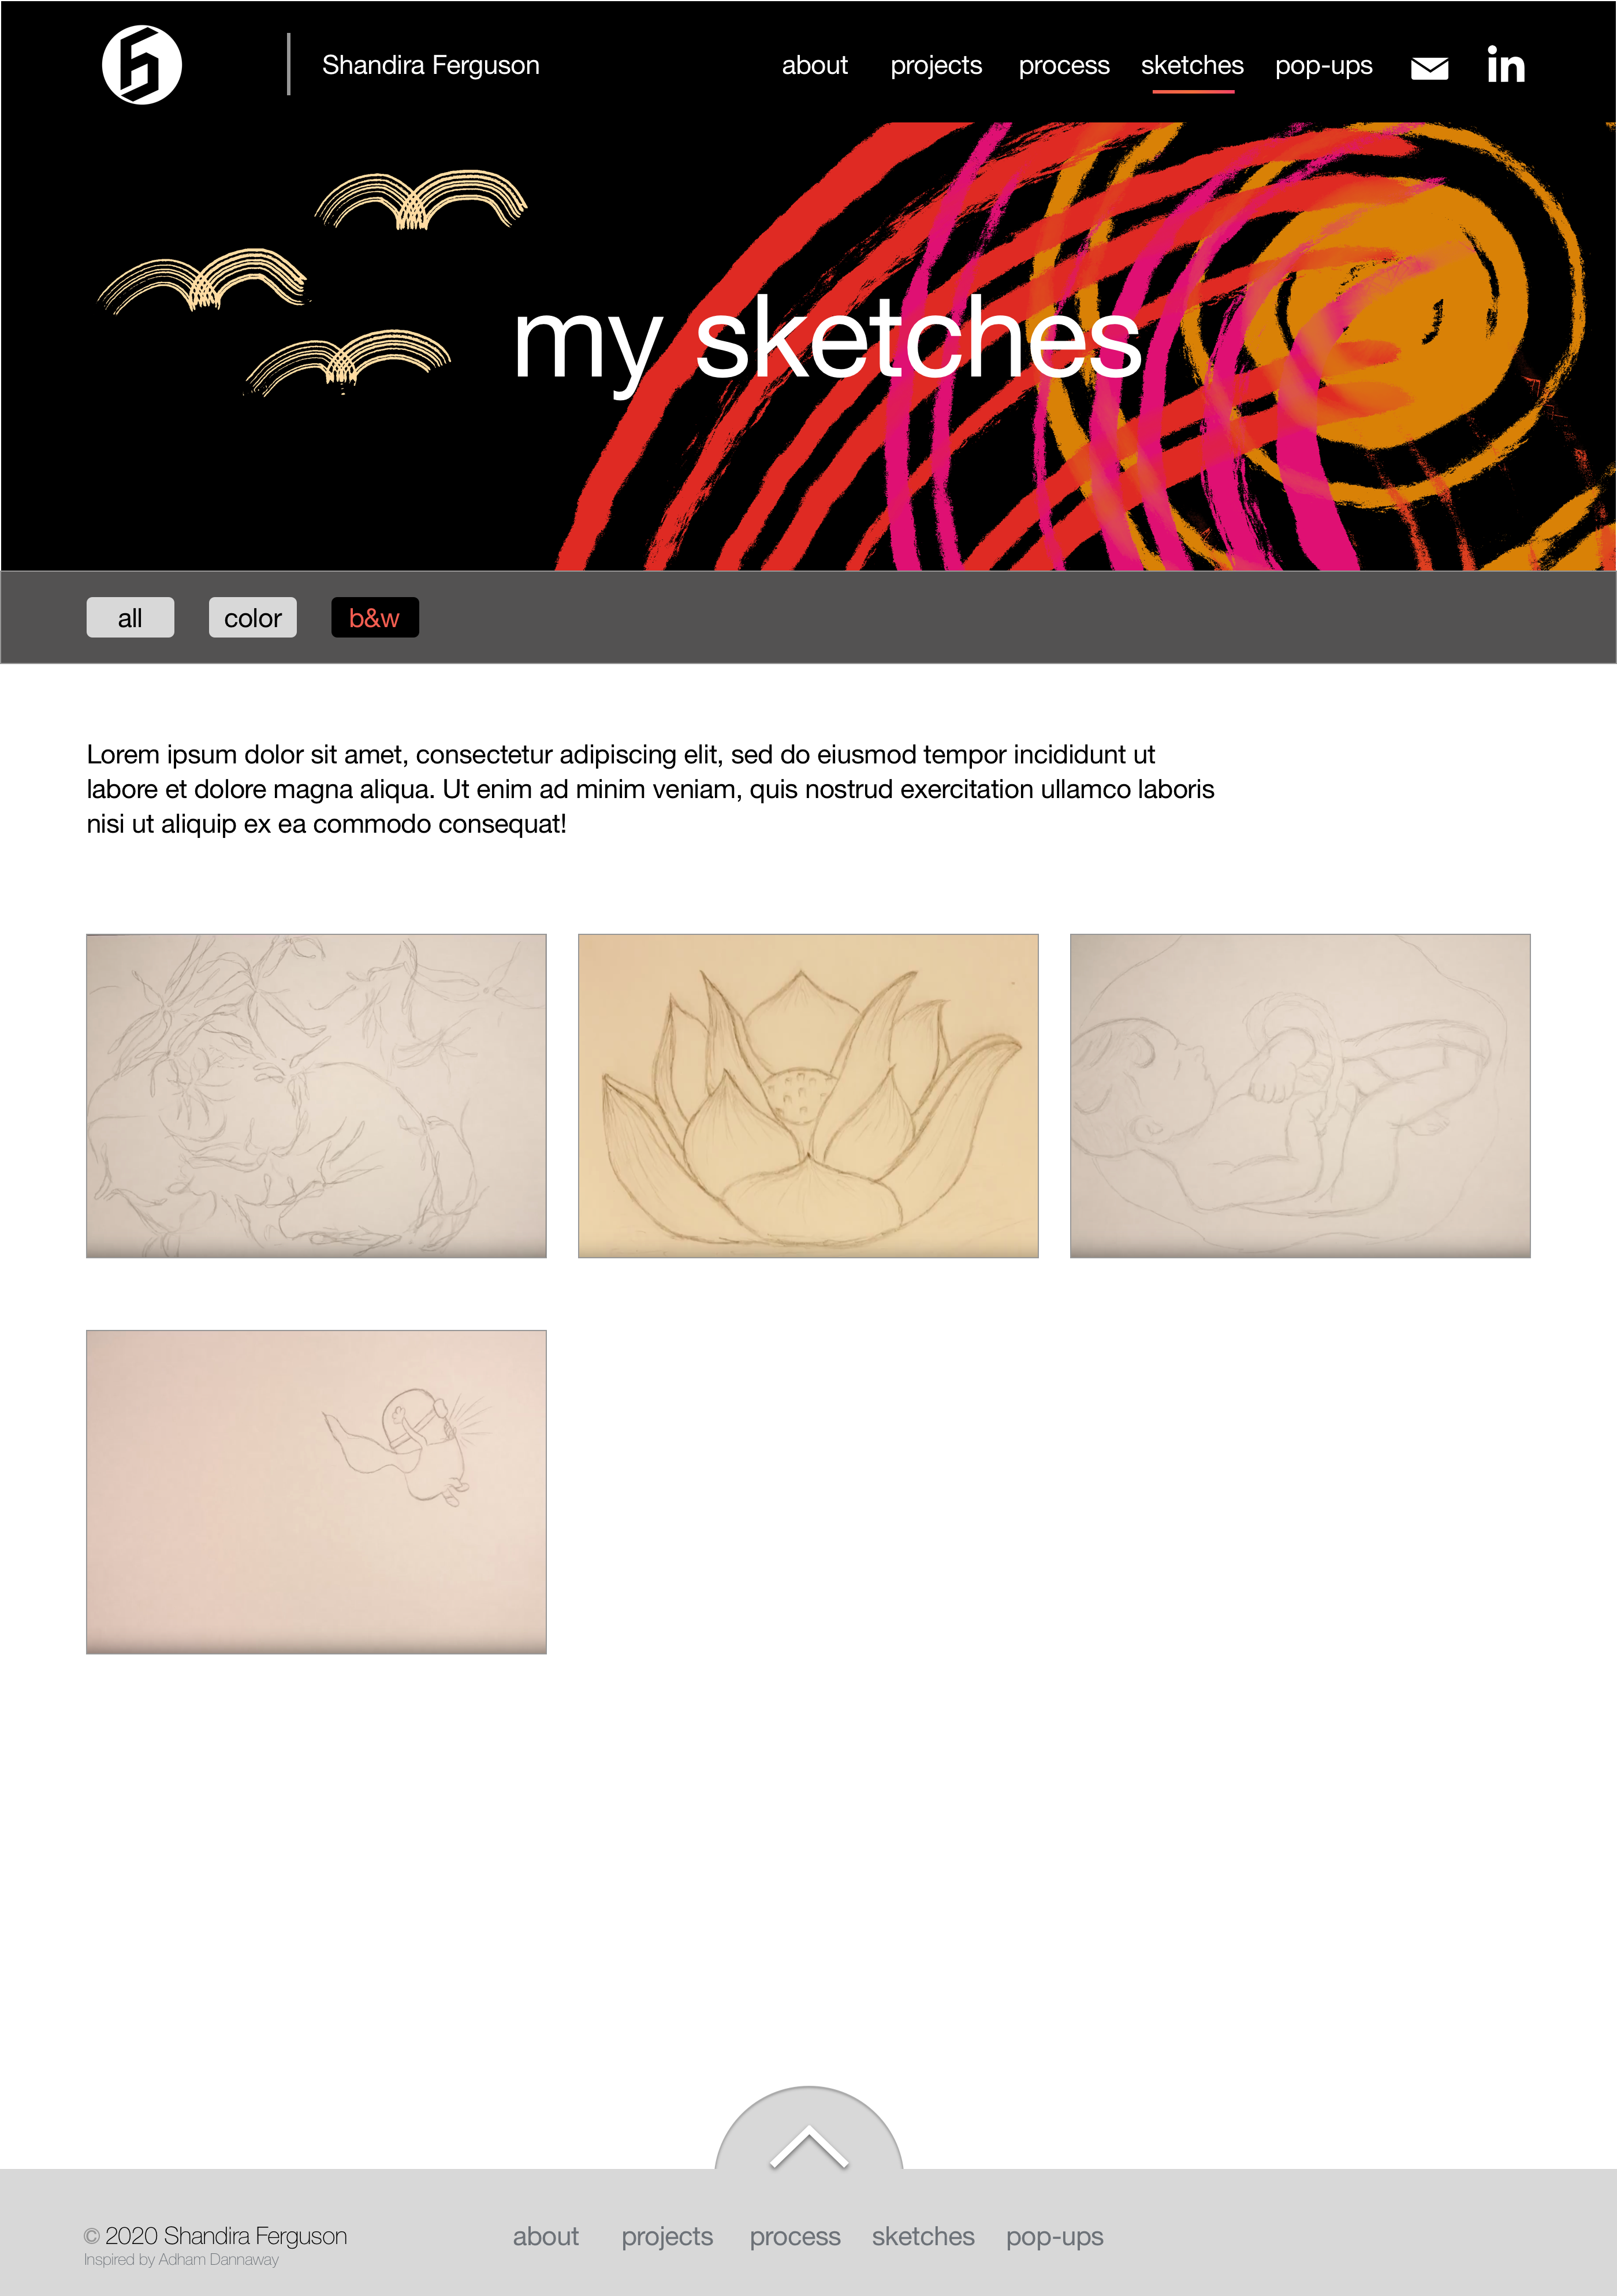 Shandira Ferguson
about projects process sketches pop-ups in
my sketches
all color b&w
Lorem ipsum dolor sit amet, consectetur adipiscing elit, sed do eiusmod tempor incididunt ut
labore et dolore magna aliqua. Ut enim ad minim veniam, quis nostrud exercitation ullamco laboris
nisi ut aliquip ex ea commodo consequat!
© 2020 Shandira Ferguson
Inspired by Adham Dannaway
about projects process sketches pop-ups